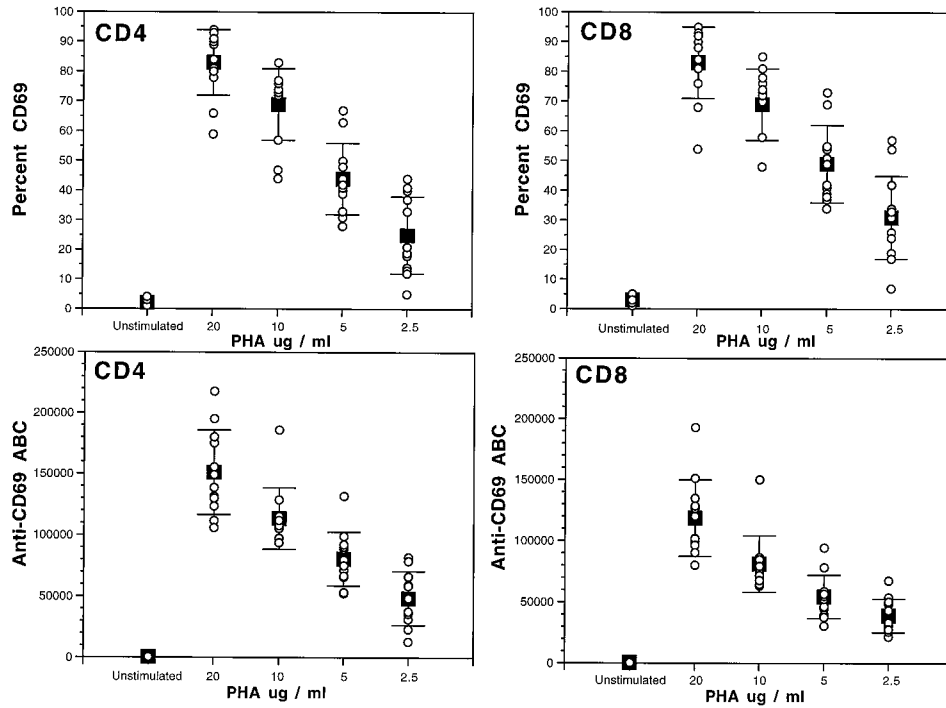 CD4
Percent CD69
100
90
80
70
60
50
40
30
20
10
0
Unstimulated 20 10 5 2.5
PHA ug / ml
CD8
Percent CD69
100
90
80
70
60
50
40
30
20
10
0
Unstimulated 20 10 5 2.5
PHA ug / ml
CD4
Anti-CD69 ABC
250000
200000
150000
100000
50000
0
Unstimulated 20 10 5 2.5
PHA ug / ml
CD8
Anti-CD69 ABC
250000
200000
150000
100000
50000
0
Unstimulated 20 10 5 2.5
PHA ug / ml